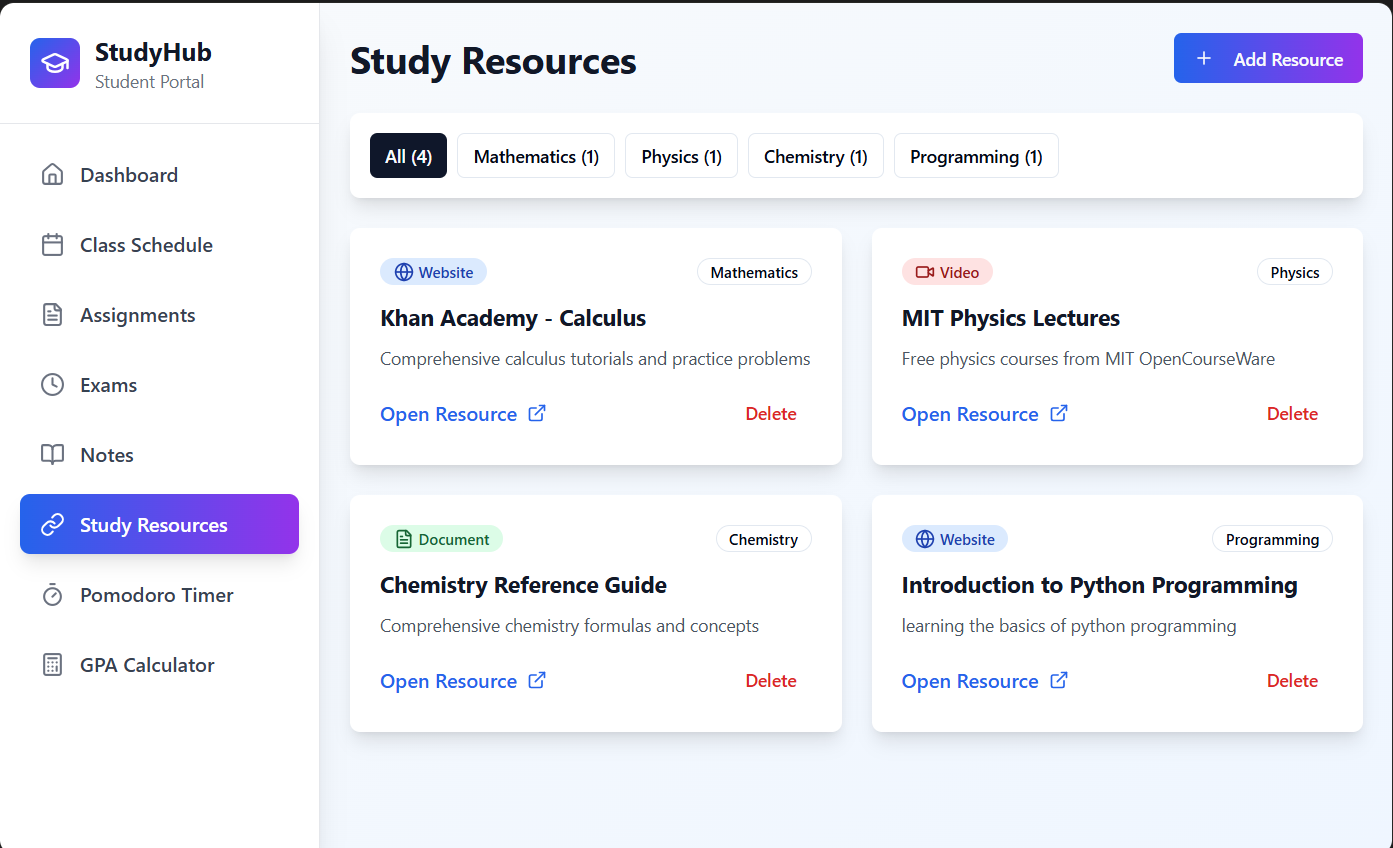 StudyHub
Student Portal
Dashboard
Class Schedule
Assignments
Exams
Notes
Study Resources
Pomodoro Timer
GPA Calculator
Study Resources
+ Add Resource
All (4) Mathematics (1) Physics (1) Chemistry (1) Programming (1)
Website Mathematics
Khan Academy - Calculus
Comprehensive calculus tutorials and practice problems
Open Resource Delete
Video Physics
MIT Physics Lectures
Free physics courses from MIT OpenCourseWare
Open Resource Delete
Document Chemistry
Chemistry Reference Guide
Comprehensive chemistry formulas and concepts
Open Resource Delete
Website Programming
Introduction to Python Programming
learning the basics of python programming
Open Resource Delete